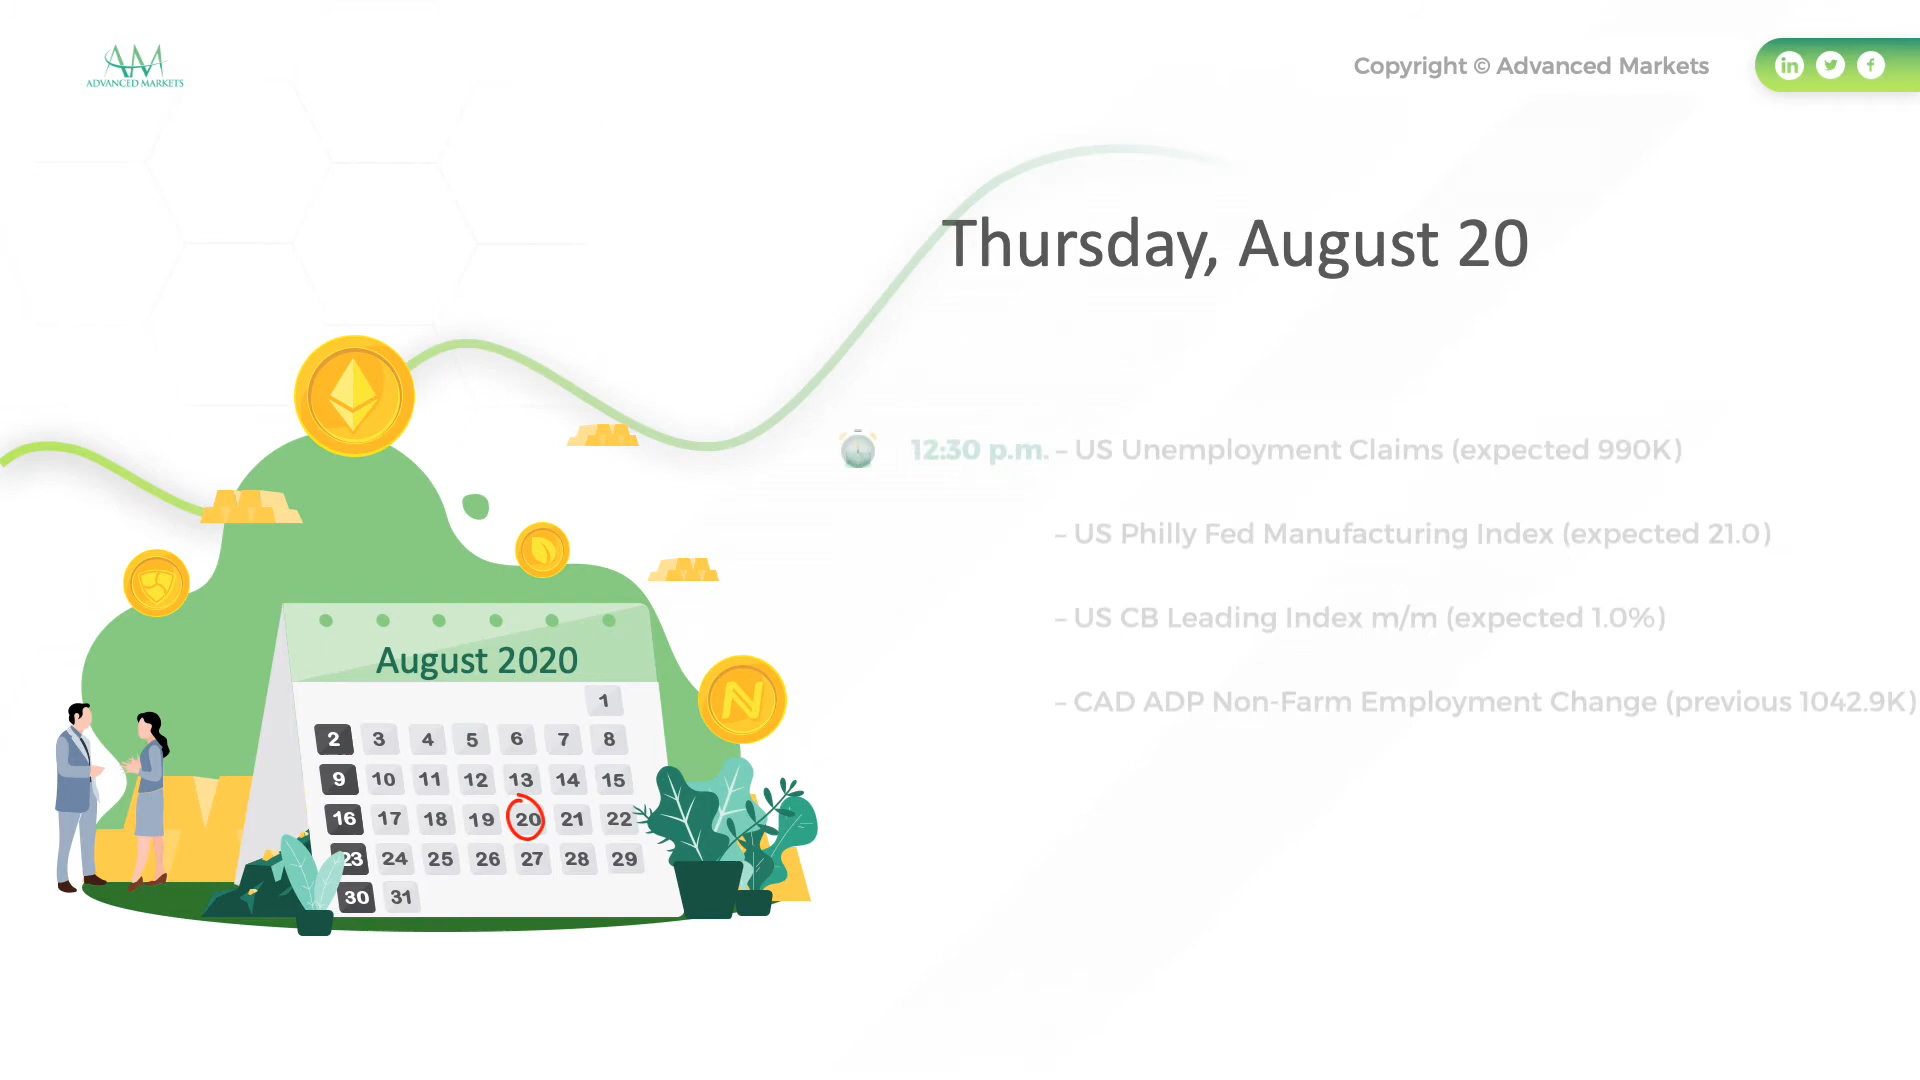 AM
ADVANCED MARKETS
Copyright © Advanced Markets
in
f
Thursday, August 20
12:30 p.m. – US Unemployment Claims (expected 990K)
– US Philly Fed Manufacturing Index (expected 21.0)
– US CB Leading Index m/m (expected 1.0%)
– CAD ADP Non-Farm Employment Change (previous 1042.9K)
August 2020
1
2 3 4 5 6 7 8
9 10 11 12 13 14 15
16 17 18 19 20 21 22
23 24 25 26 27 28 29
30 31